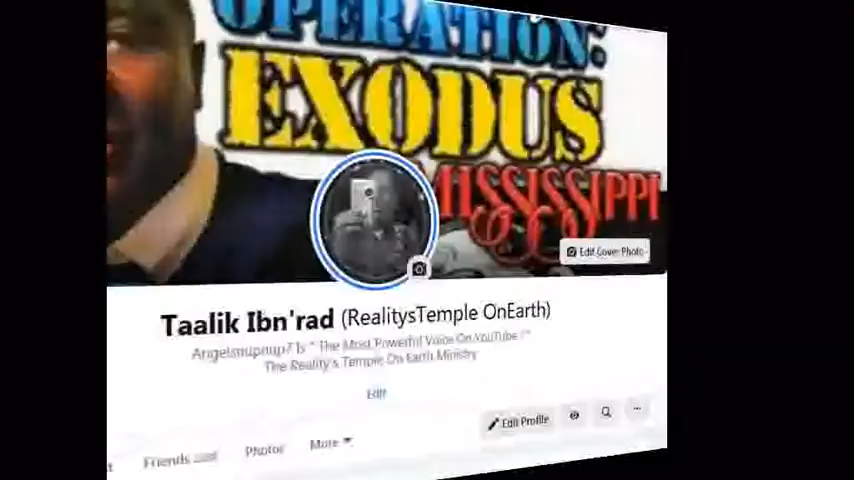 OPERATION:
EXODUS
MISSISSIPPI
Edit Cover Photo
Taalik Ibn'rad (RealitysTemple OnEarth)
Angelsnupnup7 Is " The Most Powerful Voice On YouTube !"
The Reality's Temple On Earth Ministry
Edit
Edit Profile
Friends
Photos
More